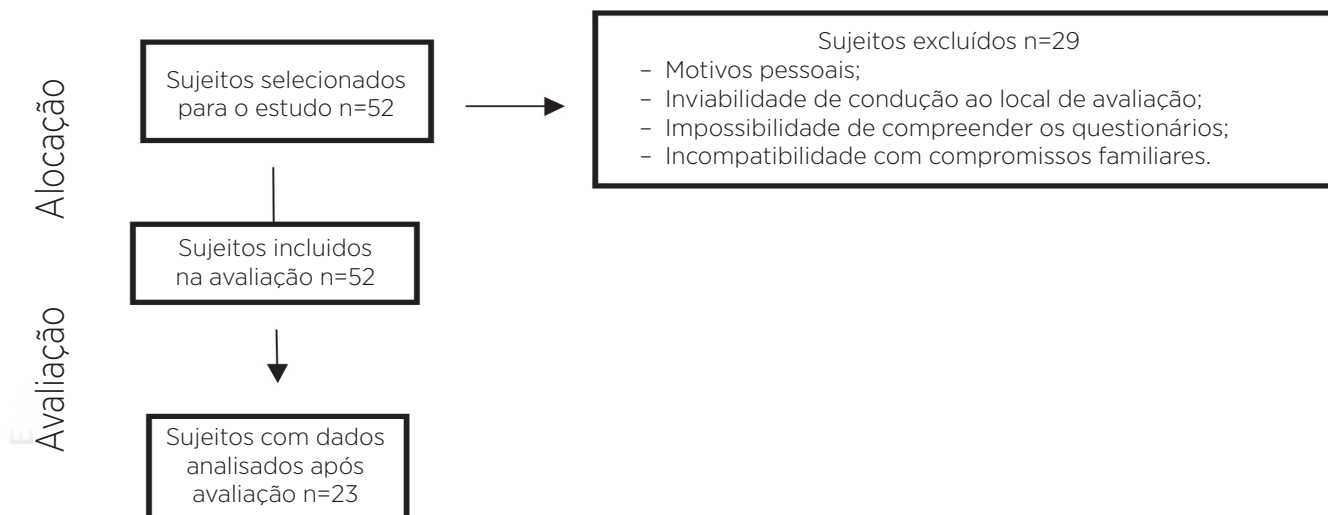 Alocação
Sujeitos selecionados
para o estudo n=52
Sujeitos excluídos n=29
– Motivos pessoais;
– Inviabilidade de condução ao local de avaliação;
– Impossibilidade de compreender os questionários;
– Incompatibilidade com compromissos familiares.
Sujeitos incluidos
na avaliação n=52
Avaliação
Sujeitos com dados
analisados após
avaliação n=23